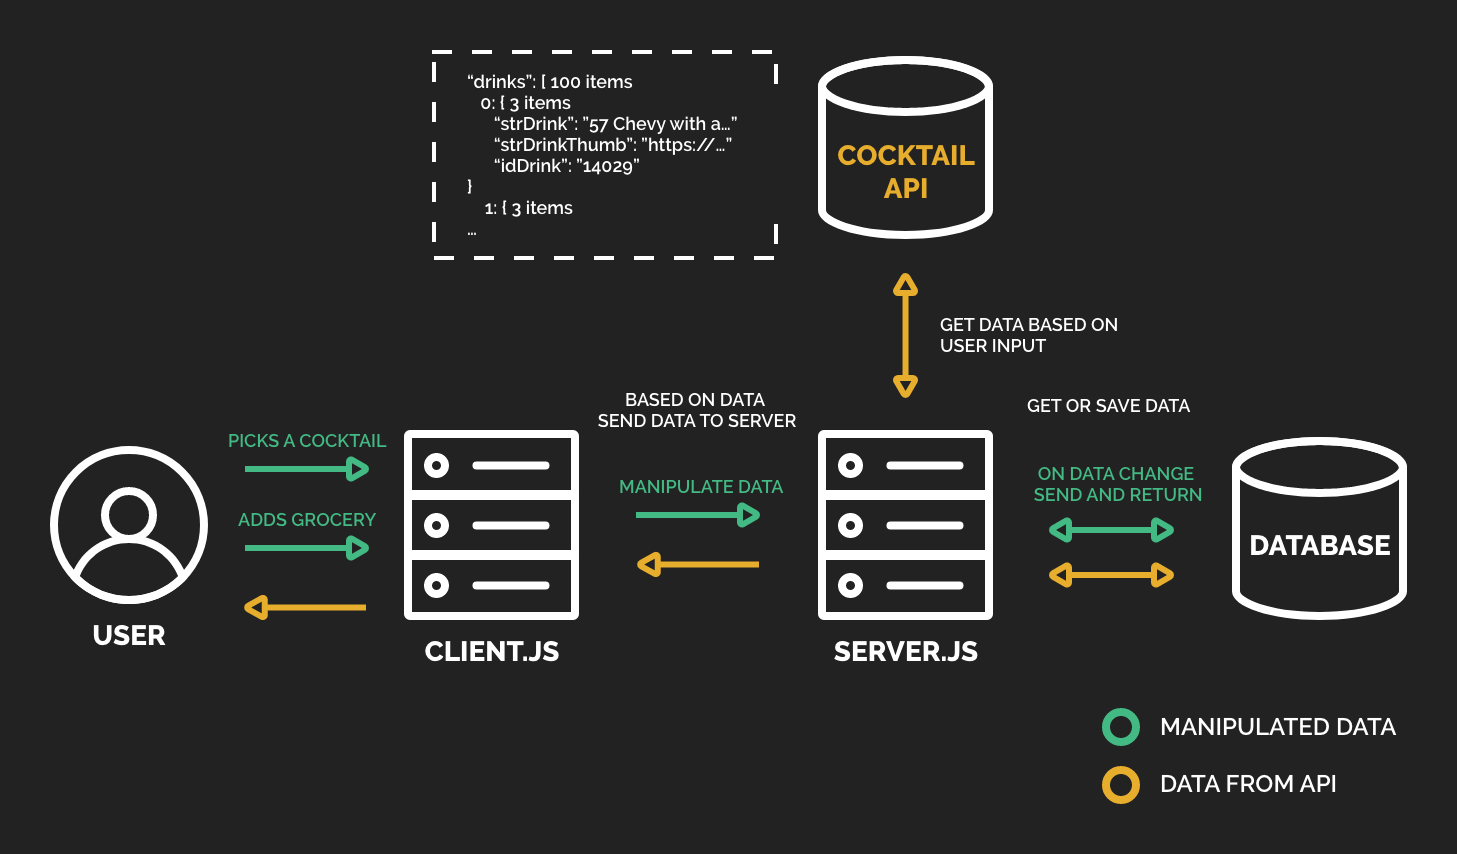 “drinks”: [ 100 items
0: { 3 items
“strDrink”: ”57 Chevy with a...”
“strDrinkThumb”: ”https://...”
“idDrink”: ”14029”
}
1: { 3 items
...
COCKTAIL
API
GET DATA BASED ON
USER INPUT
BASED ON DATA
SEND DATA TO SERVER
GET OR SAVE DATA
PICKS A COCKTAIL
ADDS GROCERY
MANIPULATE DATA
ON DATA CHANGE
SEND AND RETURN
DATABASE
USER
CLIENT.JS
SERVER.JS
MANIPULATED DATA
DATA FROM API